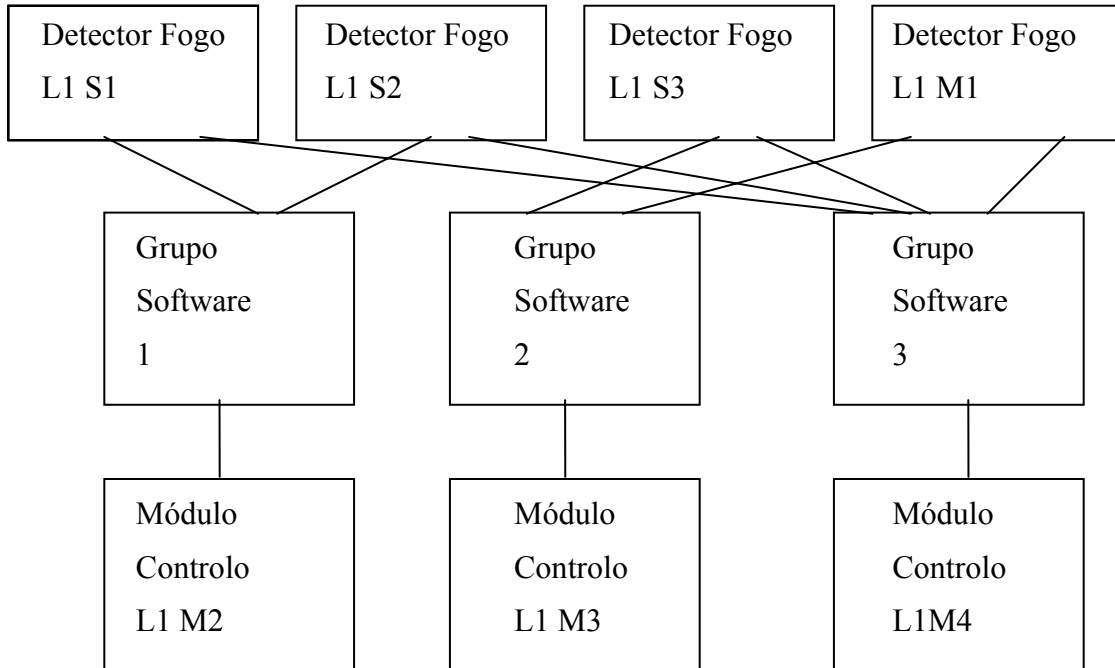 Detector Fogo
L1 S1
Detector Fogo
L1 S2
Detector Fogo
L1 S3
Detector Fogo
L1 M1
Grupo
Software
1
Grupo
Software
2
Grupo
Software
3
Módulo
Controlo
L1 M2
Módulo
Controlo
L1 M3
Módulo
Controlo
L1M4